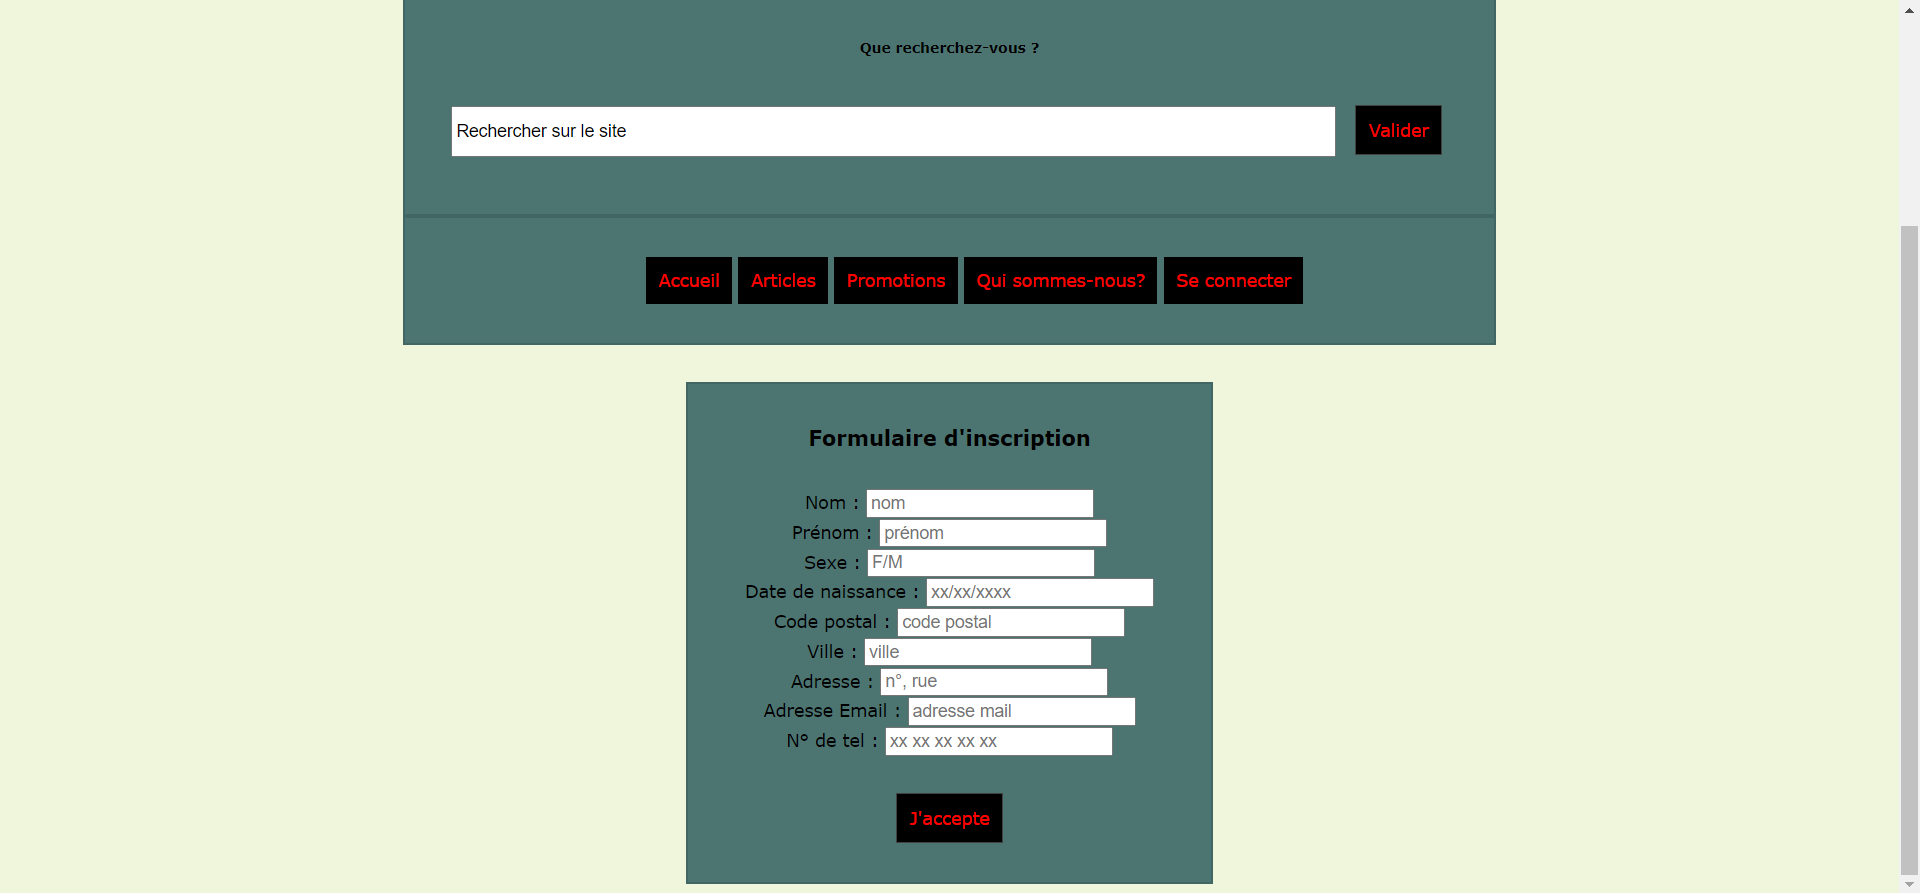 Que recherchez-vous ?
Rechercher sur le site Valider
Accueil Articles Promotions Qui sommes-nous? Se connecter
Formulaire d'inscription
Nom : nom
Prénom : prénom
Sexe : F/M
Date de naissance : xx/xx/xxxx
Code postal : code postal
Ville : ville
Adresse : n°, rue
Adresse Email : adresse mail
N° de tel : xx xx xx xx xx
J'accepte